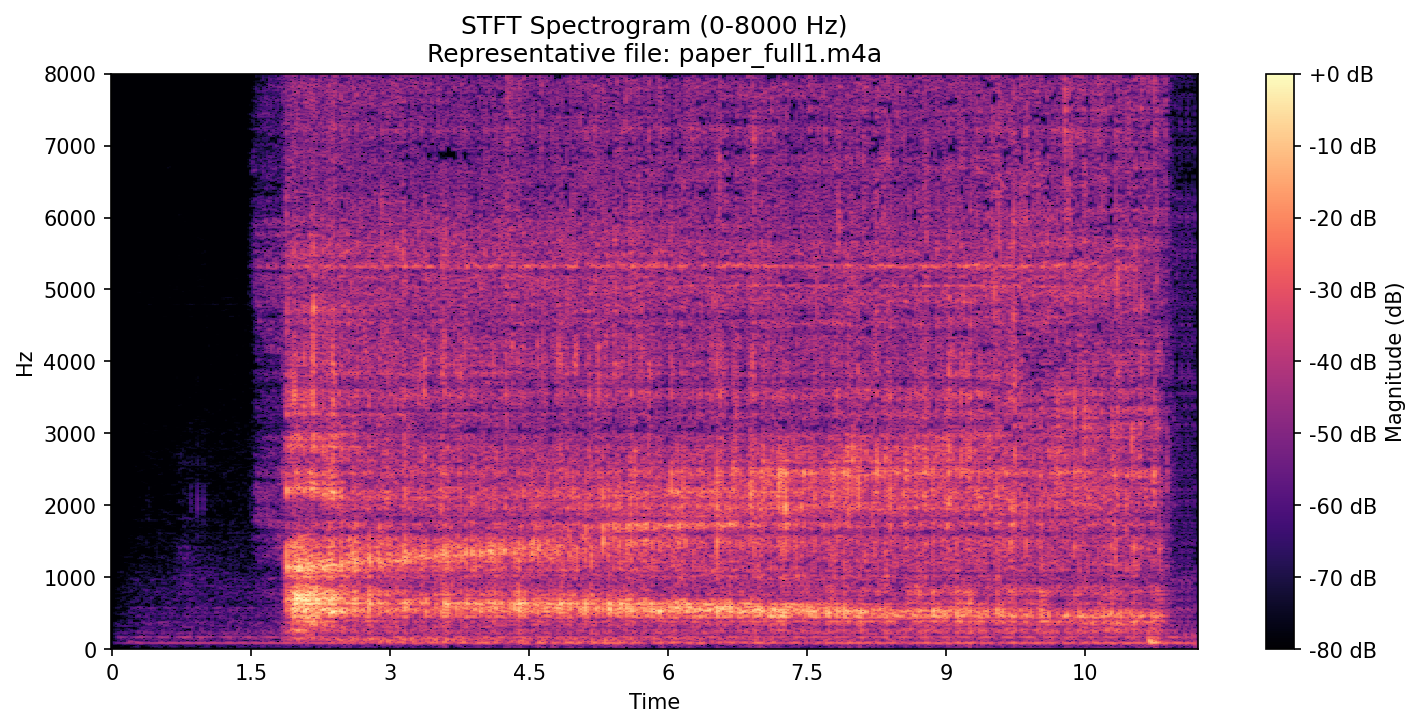 STFT Spectrogram (0-8000 Hz)
Representative file: paper_full1.m4a
8000
7000
6000
5000
4000
3000
2000
1000
0
Hz
0 1.5 3 4.5 6 7.5 9 10
Time
+0 dB
-10 dB
-20 dB
-30 dB
-40 dB
-50 dB
-60 dB
-70 dB
-80 dB
Magnitude (dB)